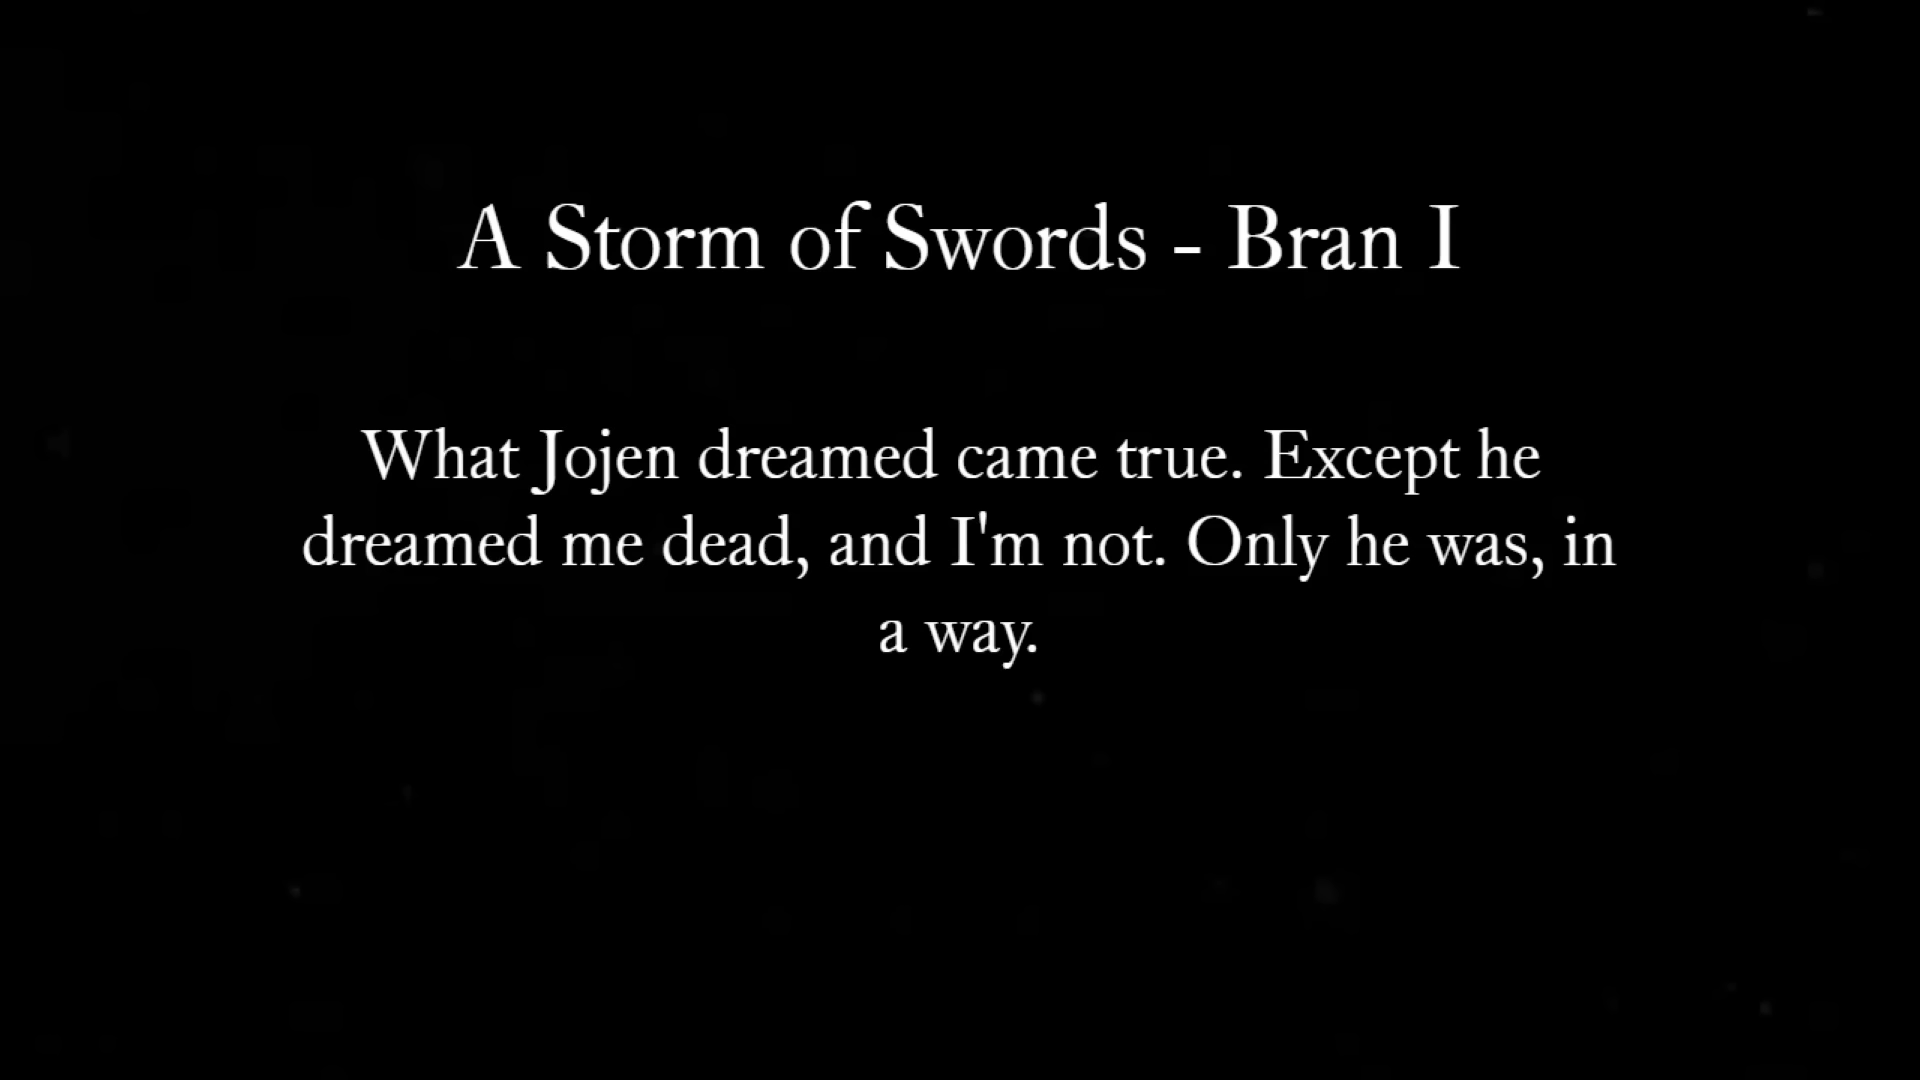 A Storm of Swords - Bran I
What Jojen dreamed came true. Except he
dreamed me dead, and I'm not. Only he was, in
a way.